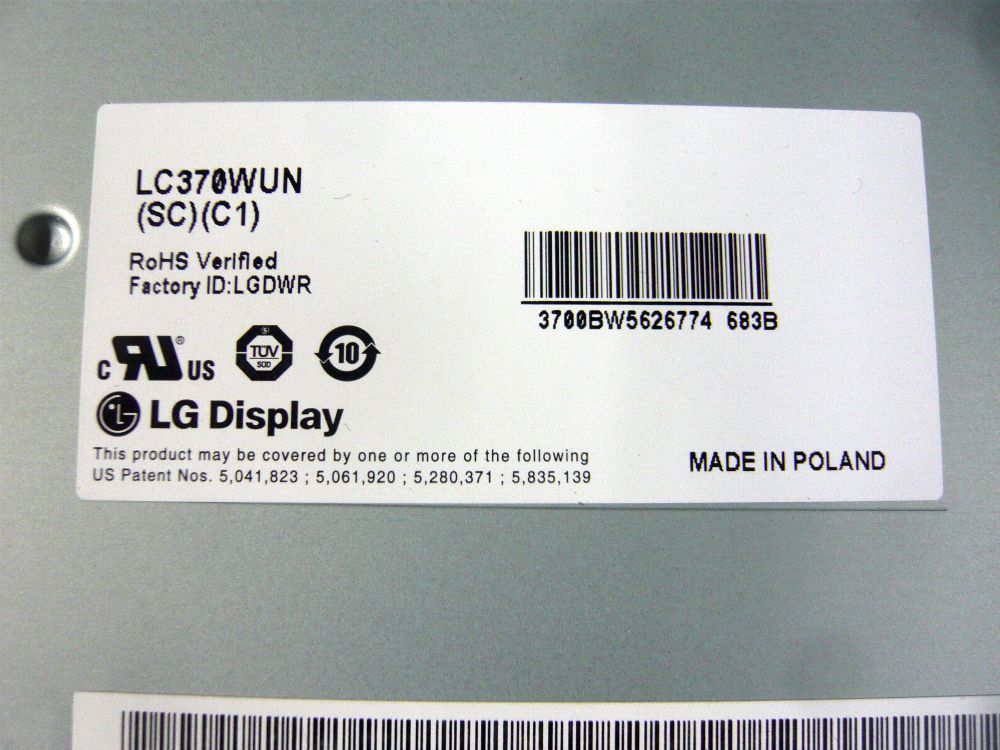 LC370WUN
(SC)(C1)
RoHS Verified
Factory ID:LGDWR
3700BW5626774 683B
c RU® US
S
TÜV
SÜD
10
LG Display
This product may be covered by one or more of the following
US Patent Nos. 5,041,823 ; 5,061,920 ; 5,280,371 ; 5,835,139
MADE IN POLAND